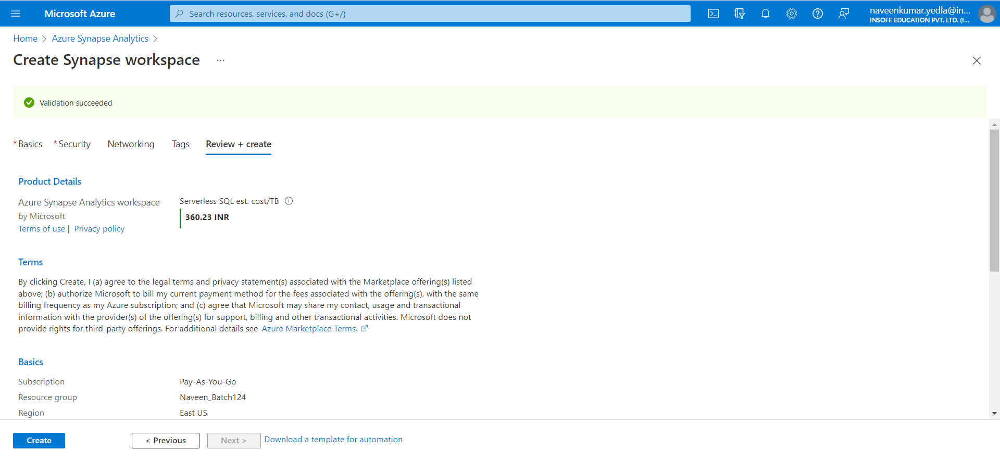 Microsoft Azure
Search resources, services, and docs (G+/)
naveenkumar.yedla@in...
INSOFE EDUCATION PVT. LTD. (I...
Home > Azure Synapse Analytics >
Create Synapse workspace ...
Validation succeeded
* Basics * Security Networking Tags Review + create
Product Details
Azure Synapse Analytics workspace
by Microsoft
Terms of use | Privacy policy
Serverless SQL est. cost/TB
360.23 INR
Terms
By clicking Create, I (a) agree to the legal terms and privacy statement(s) associated with the Marketplace offering(s) listed
above; (b) authorize Microsoft to bill my current payment method for the fees associated with the offering(s), with the same
billing frequency as my Azure subscription; and (c) agree that Microsoft may share my contact, usage and transactional
information with the provider(s) of the offering(s) for support, billing and other transactional activities. Microsoft does not
provide rights for third-party offerings. For additional details see Azure Marketplace Terms.
Basics
Subscription Pay-As-You-Go
Resource group Naveen_Batch124
Region East US
Create < Previous Next > Download a template for automation